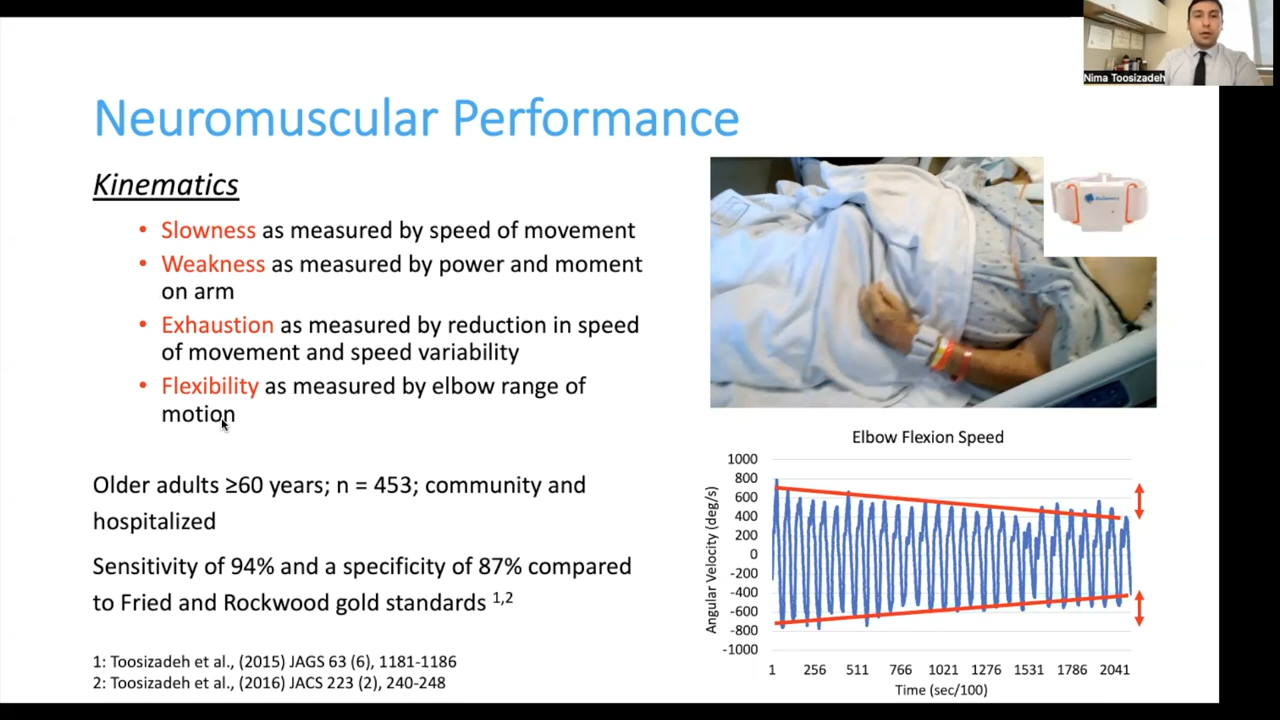 Nima Toosizadeh
Neuromuscular Performance
Kinematics
• Slowness as measured by speed of movement
• Weakness as measured by power and moment
on arm
• Exhaustion as measured by reduction in speed
of movement and speed variability
• Flexibility as measured by elbow range of
motion
Older adults ≥60 years; n = 453; community and
hospitalized
Sensitivity of 94% and a specificity of 87% compared
to Fried and Rockwood gold standards 1,2
1: Toosizadeh et al., (2015) JAGS 63 (6), 1181-1186
2: Toosizadeh et al., (2016) JACS 223 (2), 240-248
Elbow Flexion Speed
Angular Velocity (deg/s)
1000
800
600
400
200
0
-200
-400
-600
-800
-1000
1 256 511 766 1021 1276 1531 1786 2041
Time (sec/100)